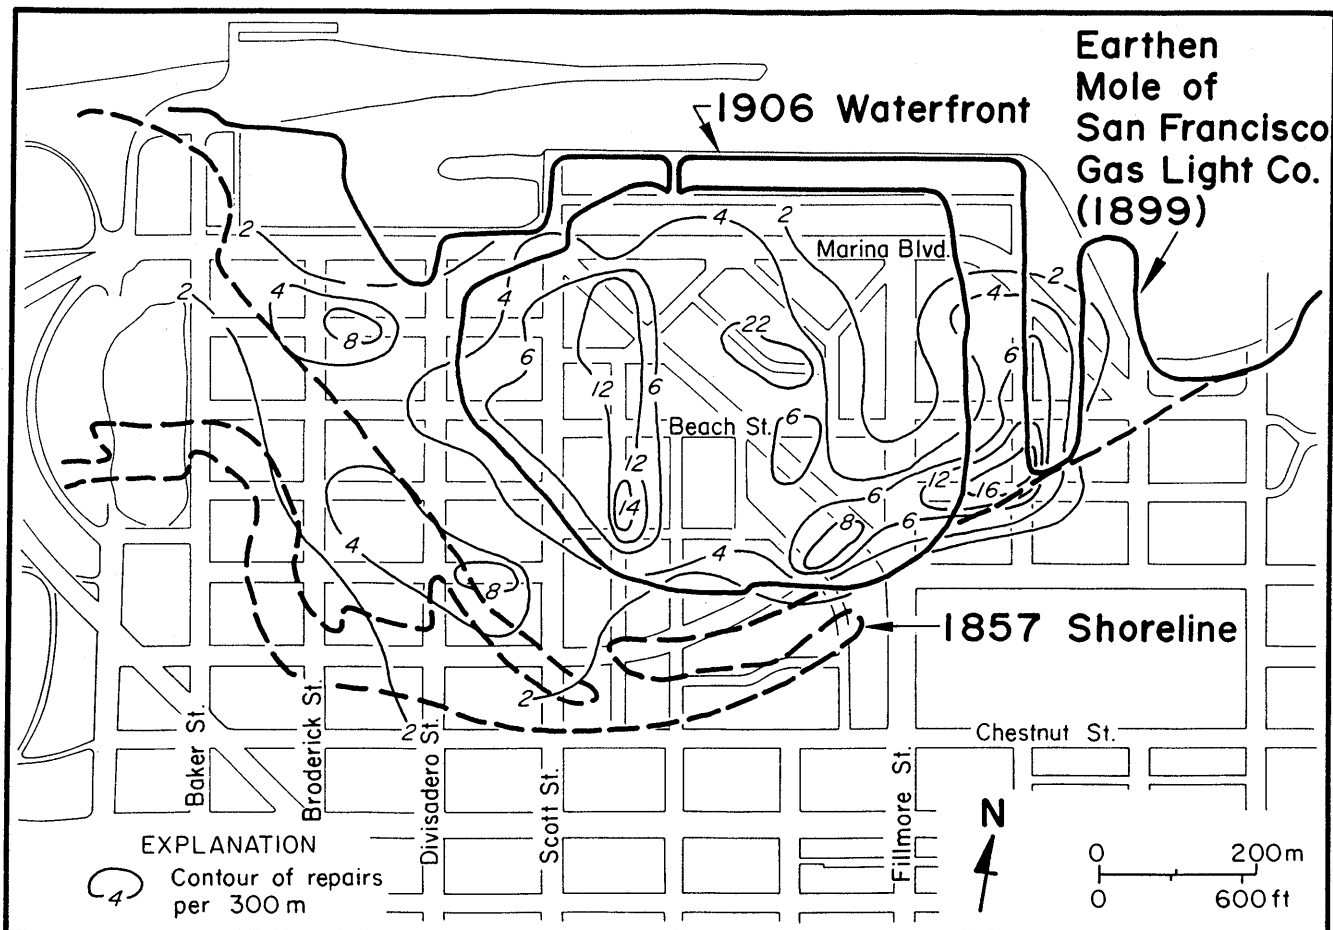 Earthen
Mole of
San Francisco
Gas Light Co.
(1899)
1906 Waterfront
2
4
2
Marina Blvd.
2
4
4
4
2
8
6
22
6
12
6
6
Beach St.
12
14
12
16
6
8
6
4
4
8
1857 Shoreline
2
2
Chestnut St.
Baker St.
Broderick St.
Divisadero St.
Scott St.
Fillmore St.
N
EXPLANATION
4 Contour of repairs
per 300 m
0 200 m
0 600 ft